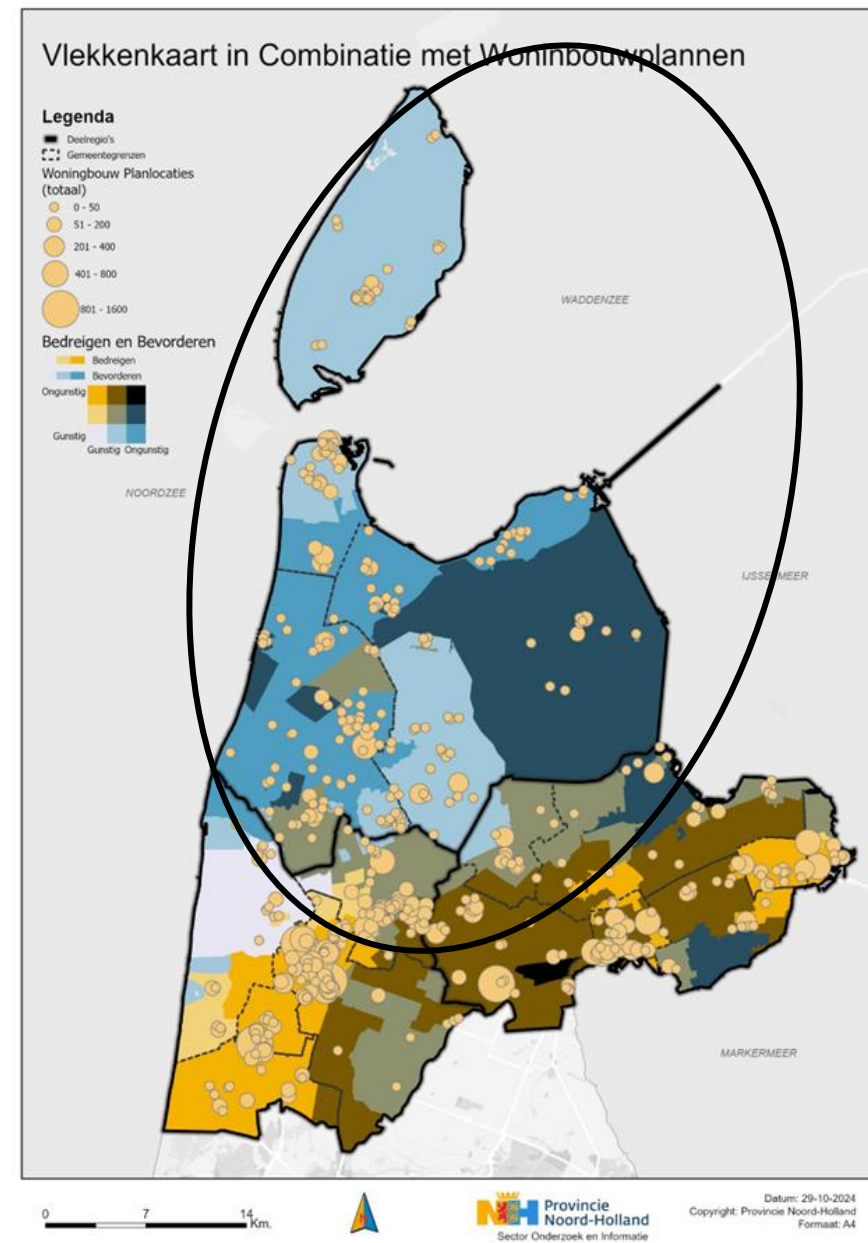 Vlekkenkaart in Combinatie met Woninbouwplannen
Legenda
Deelregio's
Gemeentegrenzen
Woningbouw Planlocaties
(totaal)
0 - 50
51 - 200
201 - 400
401 - 800
801 - 1600
Bedreigen en Bevorderen
Bedreigen
Bevorderen
Ongunstig
Gunstig
Gunstig Ongunstig
WADDENZEE
NOORDZEE
IJSSELMEER
MARKERMEER
0 7 14 Km.
N
NH Provincie
Noord-Holland
Sector Onderzoek en Informatie
Datum: 29-10-2024
Copyright: Provincie Noord-Holland
Formaat: A4